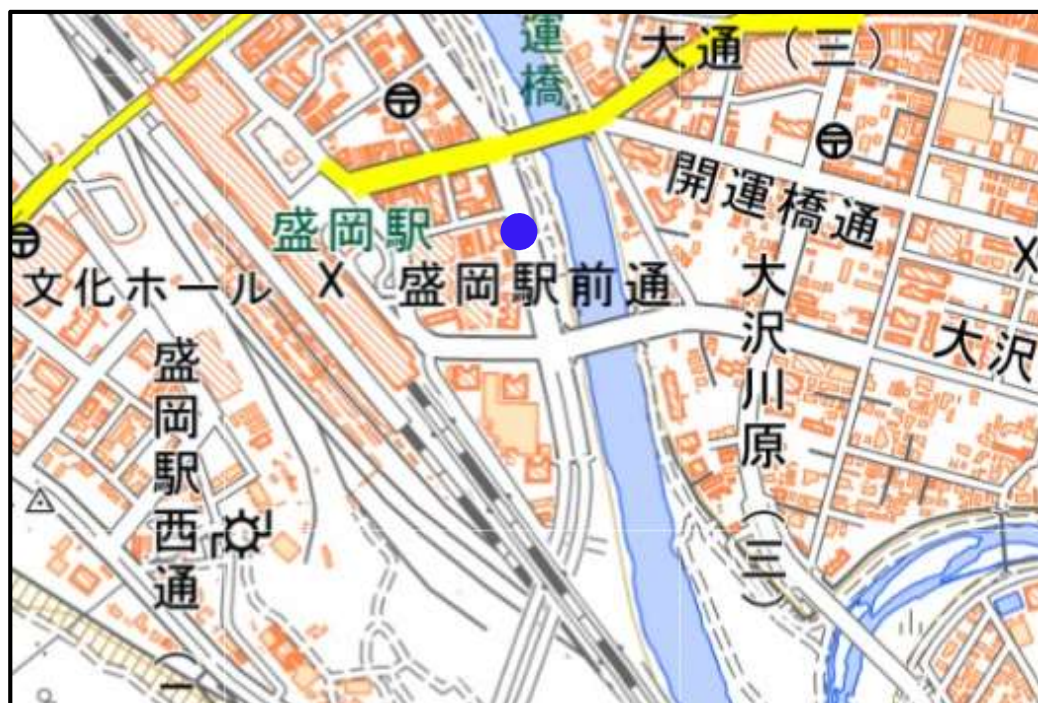 運橋
大通(三)
開運橋通
盛岡駅
文化ホール
盛岡駅前通
大沢川原(三)
大沢
盛岡駅西通(一